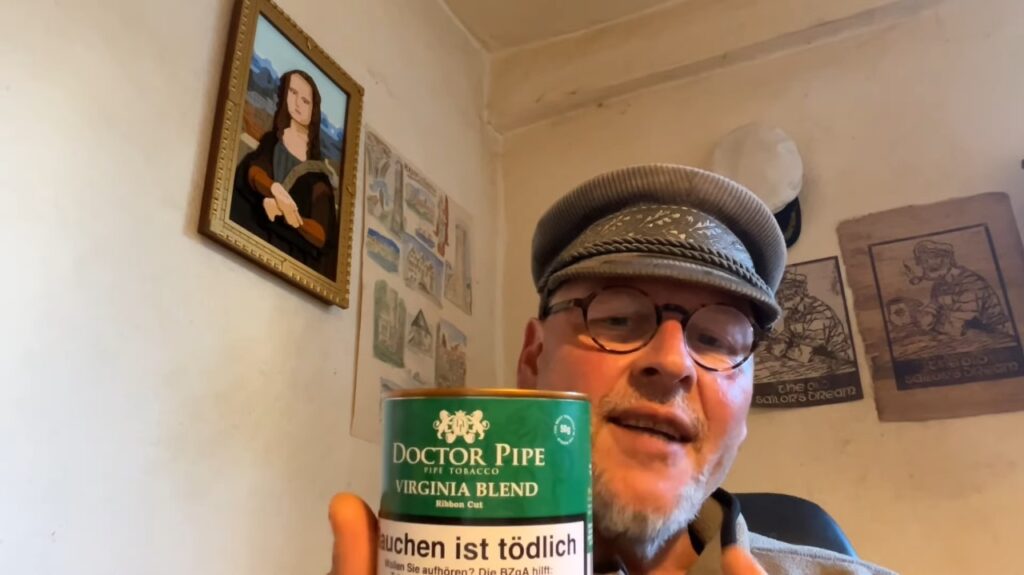 50g
DOCTOR PIPE
PIPE TOBACCO
VIRGINIA BLEND
Ribbon Cut
auchen ist tödlich
Wollen Sie aufhören? Die BZgA hilft:
THE OLD
SAILOR'S DREAM
THE OLD
SAILOR'S DREAM